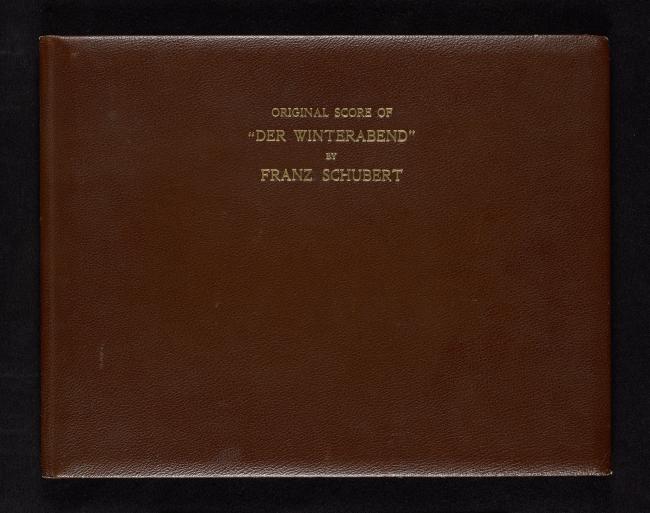 ORIGINAL SCORE OF
“DER WINTERABEND”
BY
FRANZ SCHUBERT